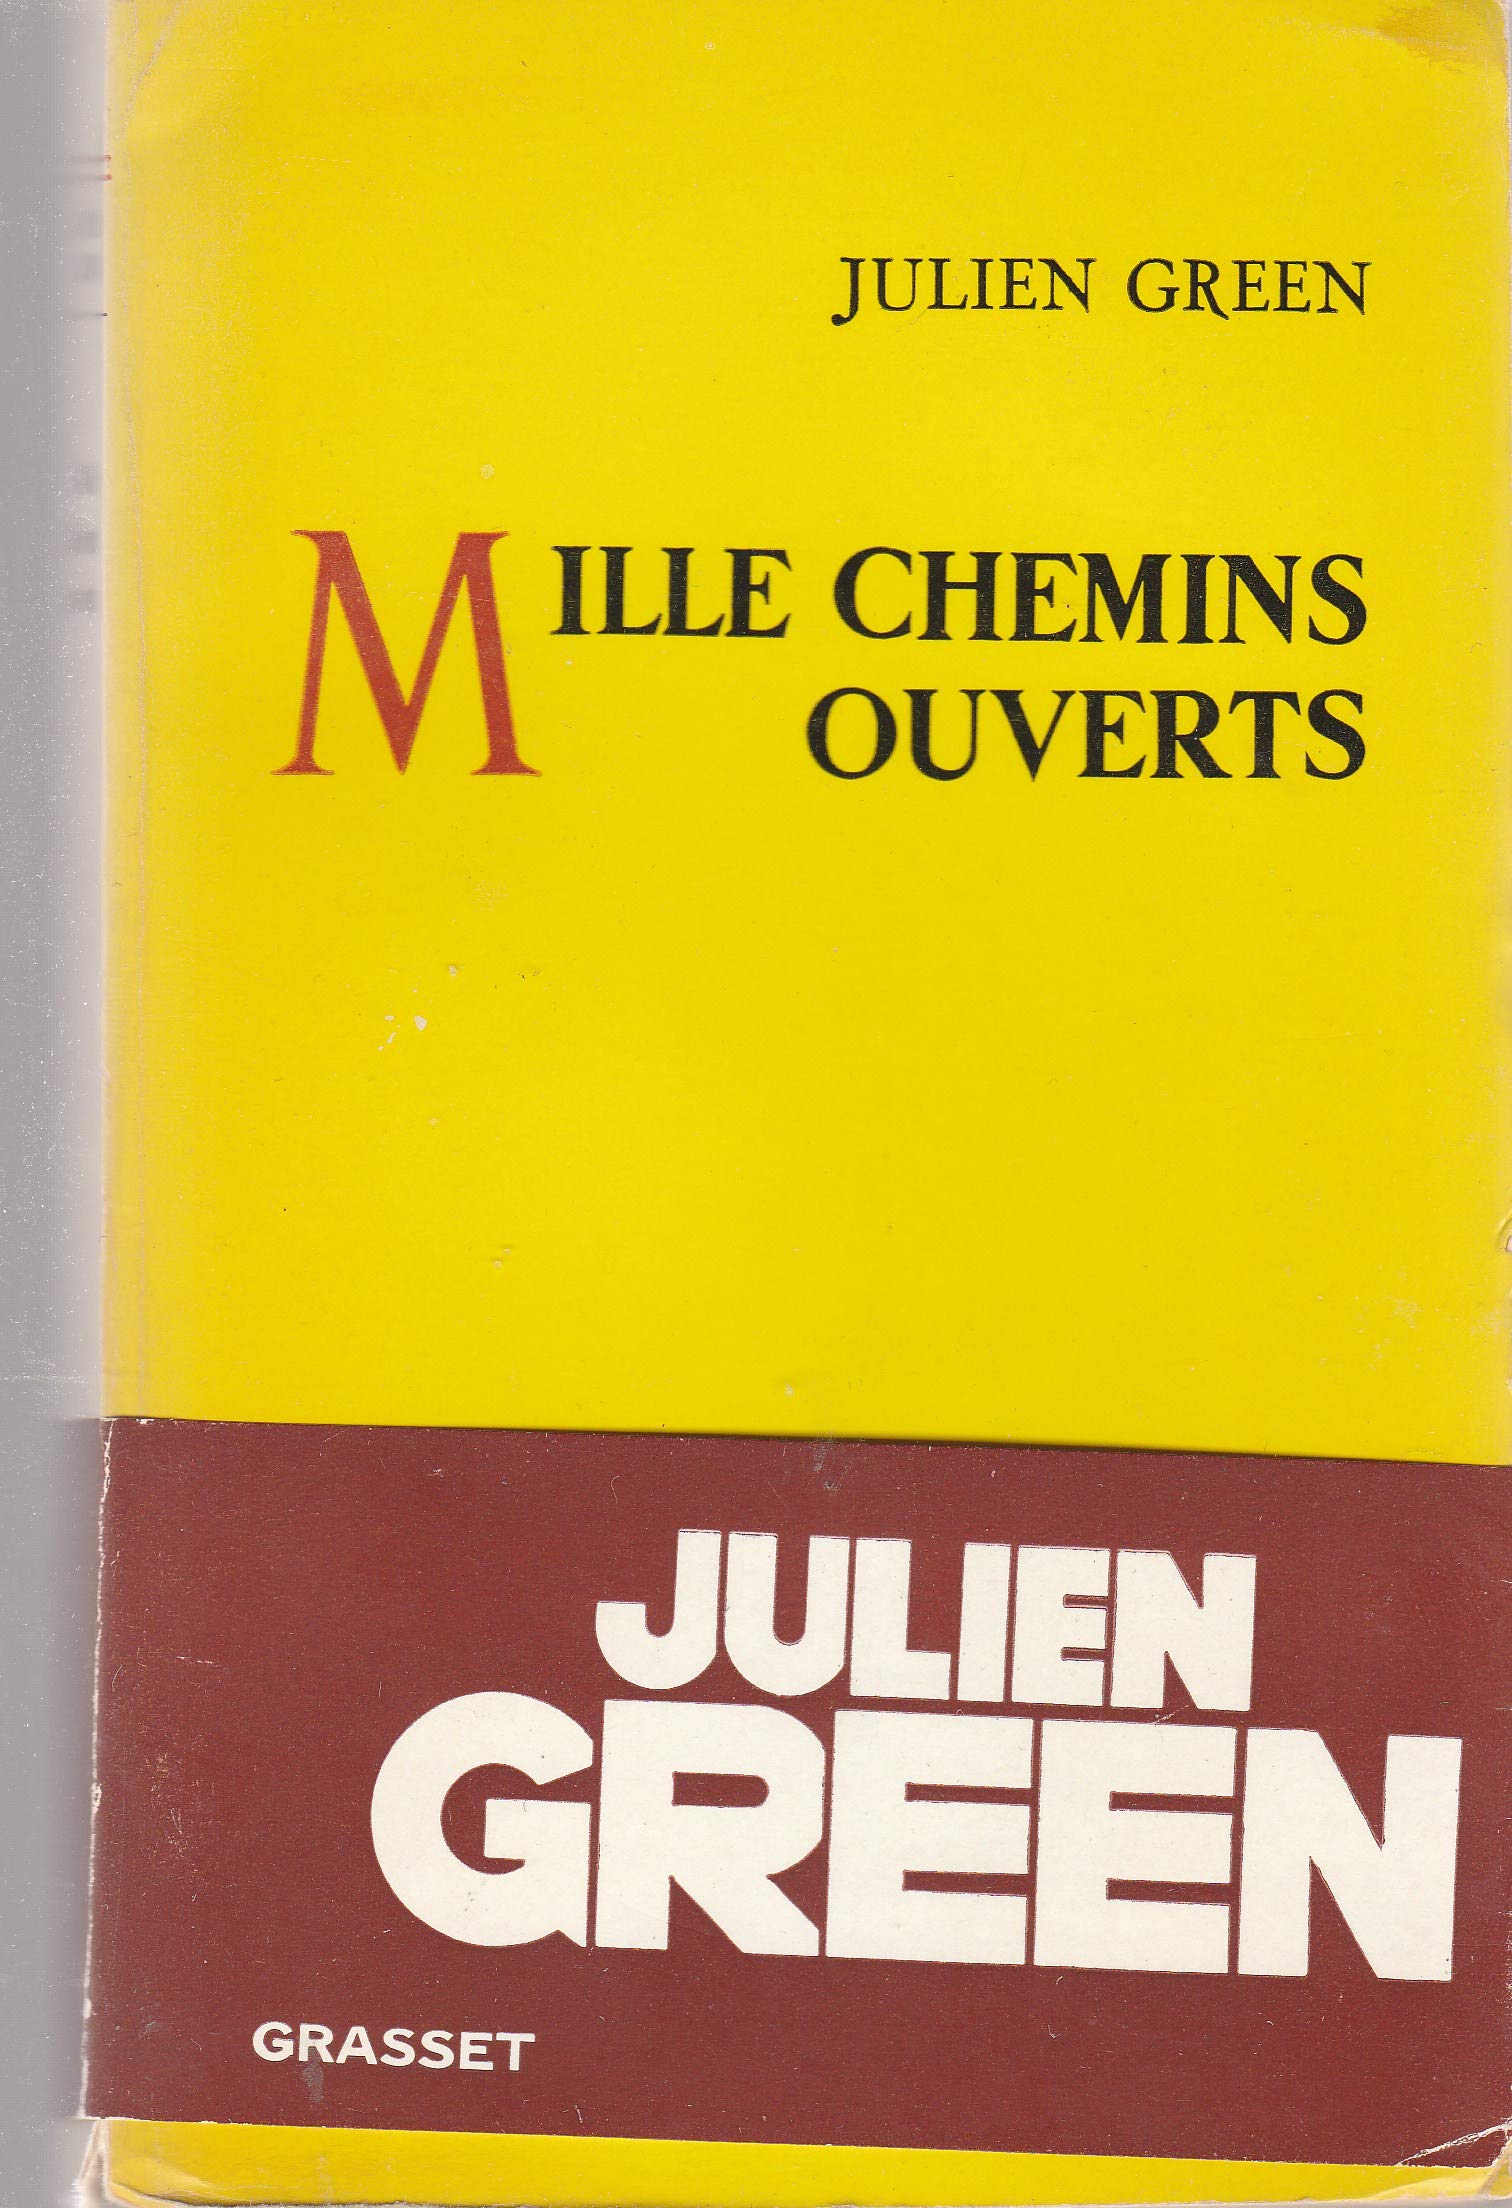 JULIEN GREEN
MILLE CHEMINS
OUVERTS
JULIEN
GREEN
GRASSET